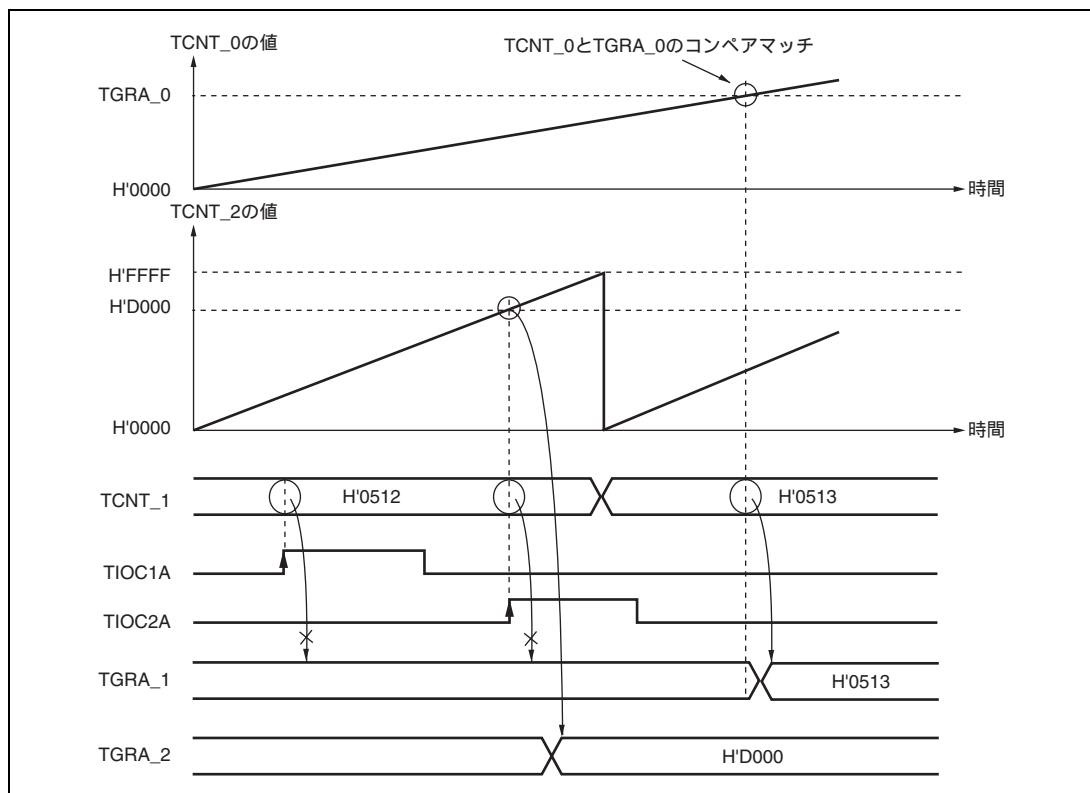 TCNT_0の値
TCNT_0とTGRA_0のコンペアマッチ
TGRA_0
H'0000
時間
TCNT_2の値
H'FFFF
H'D000
H'0000
時間
TCNT_1
H'0512
H'0513
TIOC1A
TIOC2A
TGRA_1
H'0513
TGRA_2
H'D000